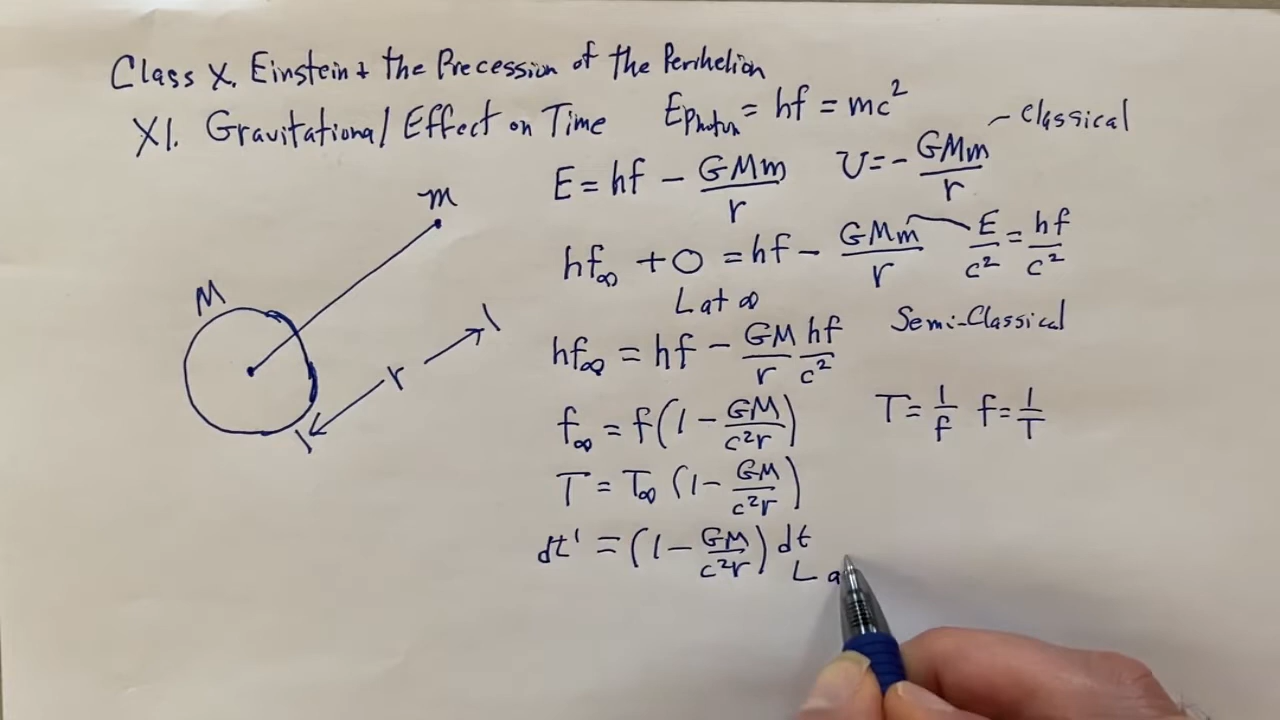 Class X. Einstein + the Precession of the Perihelion
XI. Gravitational Effect on Time E_Photon = hf = mc²
E = hf - GMm/r U = - GMm/r - Classical
m
hf_∞ + 0 = hf - GMm/r E/c² = hf/c²
L at ∞
M
hf_∞ = hf - GM/r hf/c² Semi-Classical
r
f_∞ = f(1 - GM/c²r) T = 1/f f = 1/T
T = T_∞ (1 - GM/c²r)
dt' = (1 - GM/c²r) dt
L a